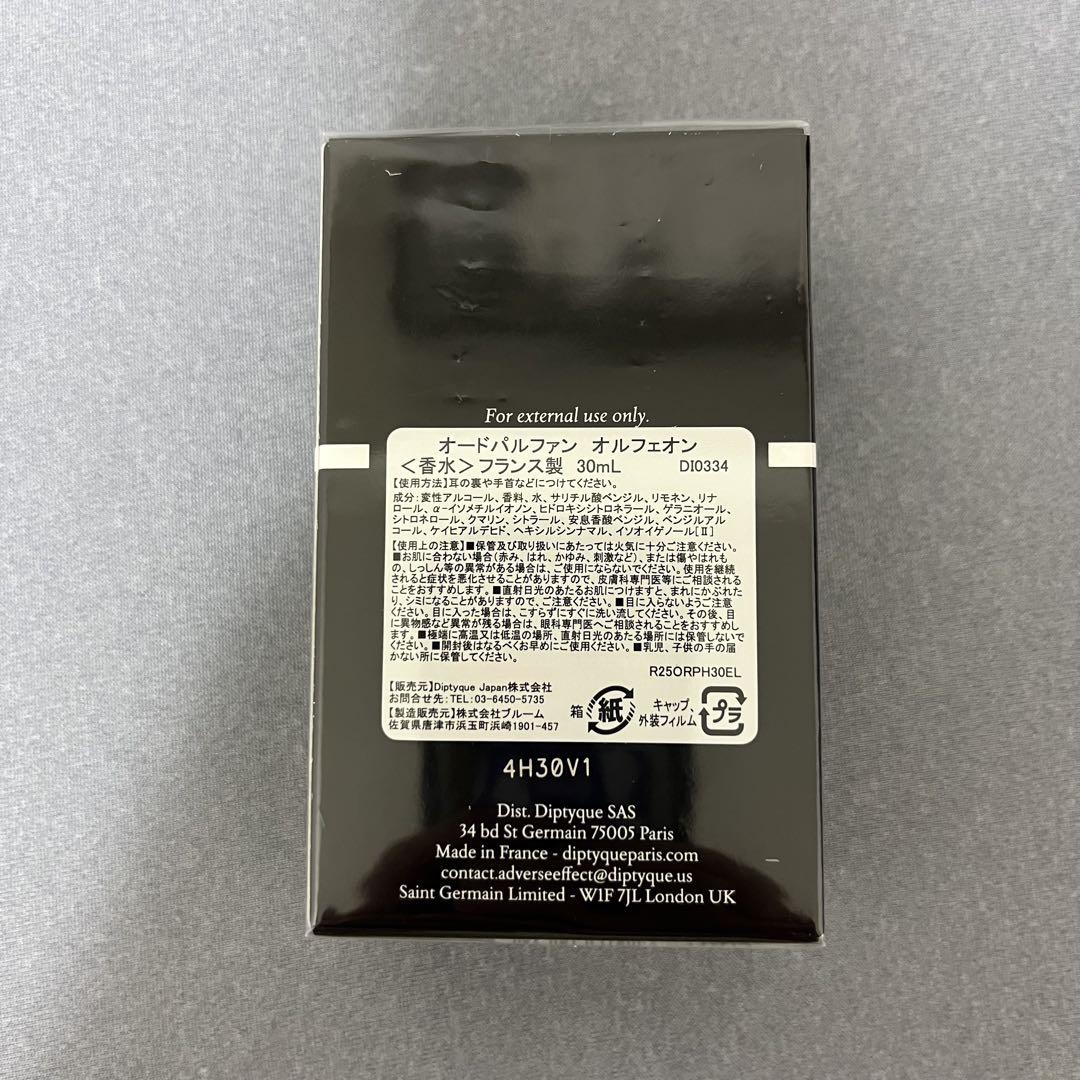 For external use only.
オードパルファン オルフェオン
＜香水＞フランス製 30mL DI0334
【使用方法】耳の裏や手首などにつけてください。
成分：変性アルコール、香料、水、サリチル酸ベンジル、リモネン、リナ
ロール、α-イソメチルイオノン、ヒドロキシシトロネラール、ゲラニオール、
シトロネロール、クマリン、シトラール、安息香酸ベンジル、ベンジルアル
コール、ケイヒアルデヒド、ヘキシルシンナマル、イソオイゲノール［Ⅱ］
【使用上の注意】■保管及び取り扱いにあたっては火気に十分ご注意ください。
■お肌に合わない場合（赤み、はれ、かゆみ、刺激など）、または傷やはれも
の、しっしん等の異常がある場合は、ご使用にならないでください。使用を継続
されると症状を悪化させることがありますので、皮膚科専門医等にご相談される
ことをおすすめします。■直射日光のあたるお肌につけますと、まれにかぶれた
り、シミになることがありますので、ご注意ください。■目に入らないようご注意
ください。目に入った場合は、こすらずにすぐに洗い流してください。その後、目
に異物感など異常が残る場合は、眼科専門医へご相談されることをおすすめしま
す。■極端に高温又は低温の場所、直射日光のあたる場所には保管しないで
ください。■開封後はなるべくお早めにご使用ください。■乳児、子供の手の届
かない所に保管してください。
R25ORPH30EL
【販売元】Diptyque Japan株式会社
お問合せ先：TEL：03-6450-5735
【製造販売元】株式会社ブルーム
佐賀県唐津市浜玉町浜崎1901-457
箱 紙
キャップ、
外装フィルム プラ
4H30V1
Dist. Diptyque SAS
34 bd St Germain 75005 Paris
Made in France - diptyqueparis.com
contact.adverseeffect@diptyque.us
Saint Germain Limited - W1F 7JL London UK